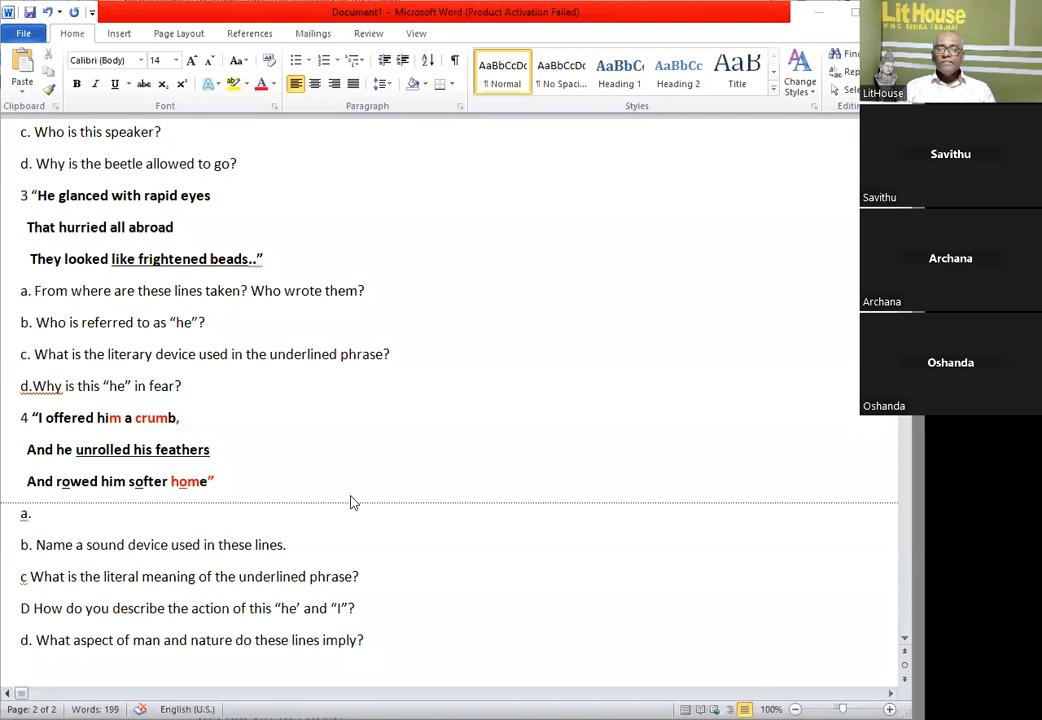 Document1 - Microsoft Word (Product Activation Failed)
File Home Insert Page Layout References Mailings Review View
Paste
Calibri (Body) 14
Clipboard Font Paragraph Styles
AaBbCcDc AaBbCcDc AaBbC AaBbCc AaB
¶ Normal ¶ No Spaci... Heading 1 Heading 2 Title
Change
Styles
c. Who is this speaker?
d. Why is the beetle allowed to go?
3 “He glanced with rapid eyes
That hurried all abroad
They looked like frightened beads..”
a. From where are these lines taken? Who wrote them?
b. Who is referred to as “he”?
c. What is the literary device used in the underlined phrase?
d.Why is this “he” in fear?
4 “I offered him a crumb,
And he unrolled his feathers
And rowed him softer home”
a.
b. Name a sound device used in these lines.
c What is the literal meaning of the underlined phrase?
D How do you describe the action of this “he’ and “I”?
d. What aspect of man and nature do these lines imply?
Page: 2 of 2 Words: 199 English (U.S.) 100%
LitHouse
LitHouse
Savithu
Savithu
Archana
Archana
Oshanda
Oshanda